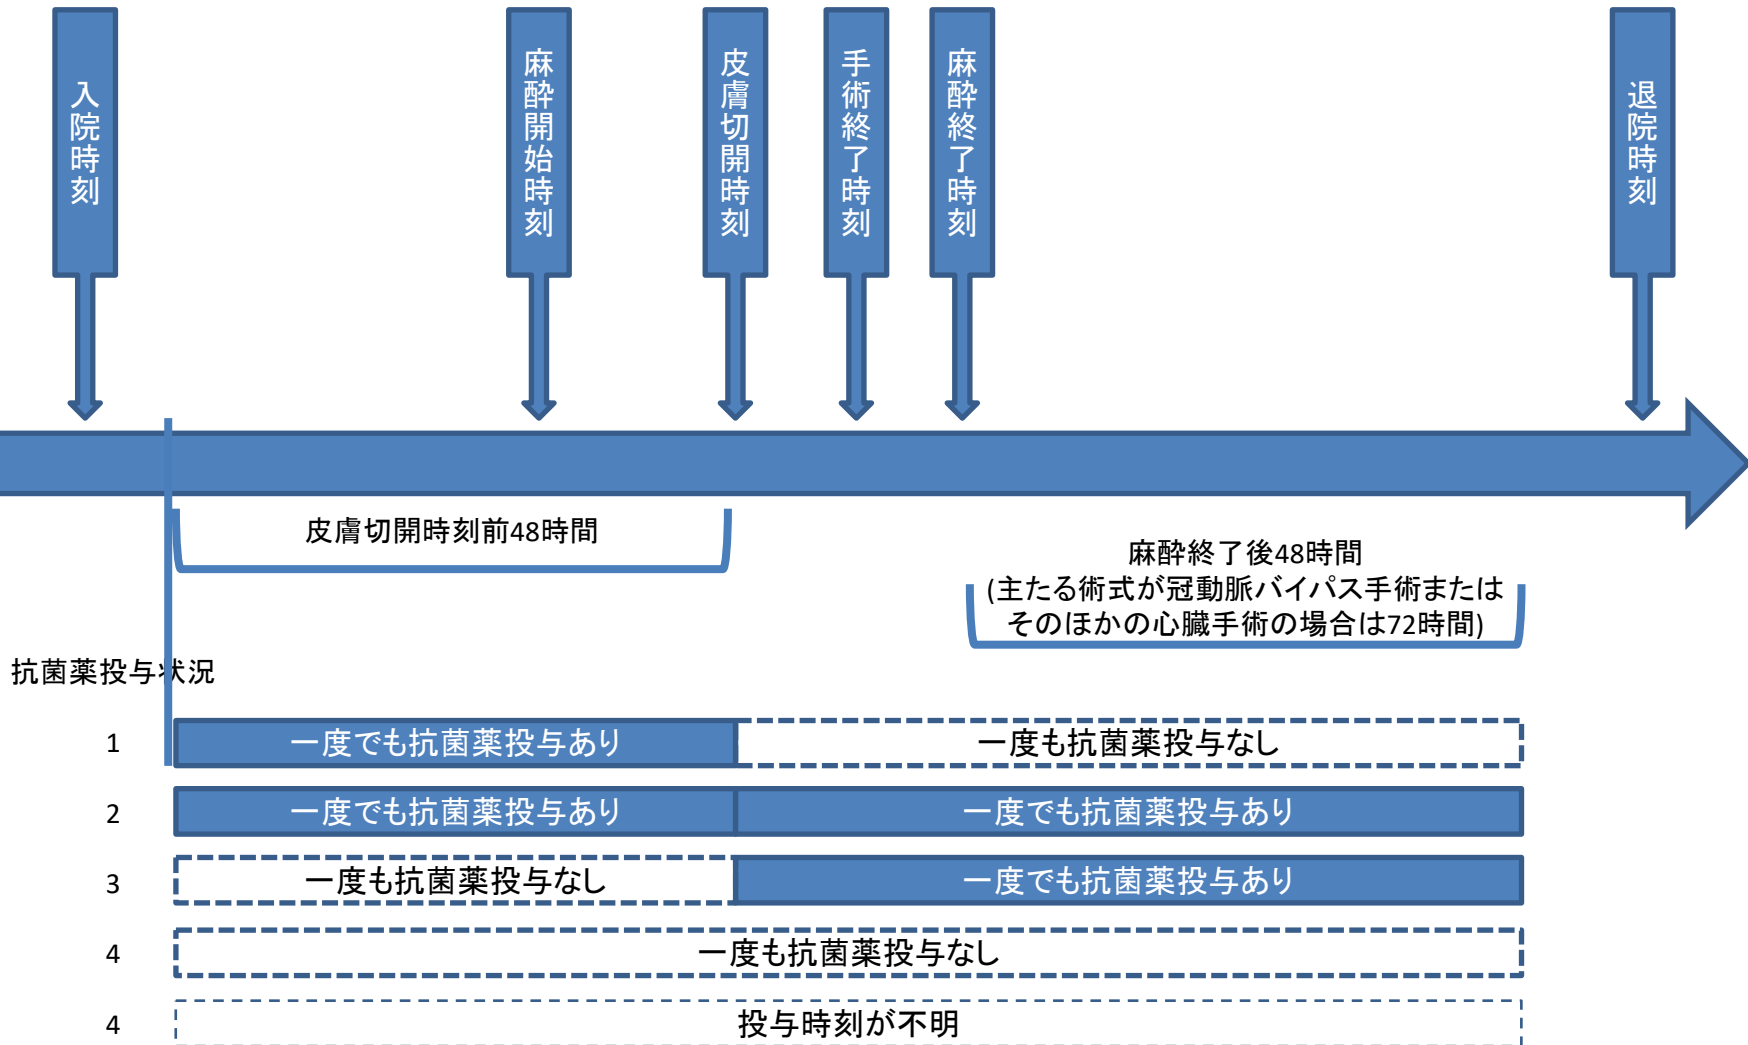 入院時刻
麻酔開始時刻
皮膚切開時刻
手術終了時刻
麻酔終了時刻
退院時刻
皮膚切開時刻前48時間
麻酔終了後48時間
(主たる術式が冠動脈バイパス手術または
そのほかの心臓手術の場合は72時間)
抗菌薬投与状況
1 一度でも抗菌薬投与あり 一度も抗菌薬投与なし
2 一度でも抗菌薬投与あり 一度でも抗菌薬投与あり
3 一度も抗菌薬投与なし 一度でも抗菌薬投与あり
4 一度も抗菌薬投与なし
4 投与時刻が不明